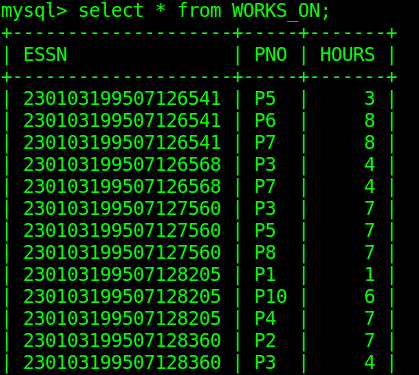 mysql> select * from WORKS_ON;
+--------------------+-----+-------+
| ESSN               | PNO | HOURS |
+--------------------+-----+-------+
| 230103199507126541 | P5  |     3 |
| 230103199507126541 | P6  |     8 |
| 230103199507126541 | P7  |     8 |
| 230103199507126568 | P3  |     4 |
| 230103199507126568 | P7  |     4 |
| 230103199507127560 | P3  |     7 |
| 230103199507127560 | P5  |     7 |
| 230103199507127560 | P8  |     7 |
| 230103199507128205 | P1  |     1 |
| 230103199507128205 | P10 |     6 |
| 230103199507128205 | P4  |     7 |
| 230103199507128360 | P2  |     7 |
| 230103199507128360 | P3  |     4 |